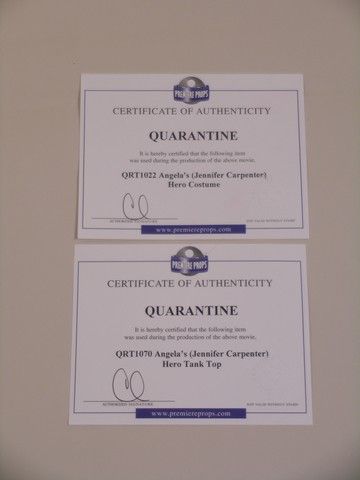 PREMIERE PROPS
CERTIFICATE OF AUTHENTICITY
QUARANTINE
It is hereby certified that the following item
was used during the production of the above movie,
QRT1022 Angela's (Jennifer Carpenter)
Hero Costume
AUTHORIZED SIGNATURE
NOT VALID WITHOUT STAMP
www.premiereprops.com
PREMIERE PROPS
CERTIFICATE OF AUTHENTICITY
QUARANTINE
It is hereby certified that the following item
was used during the production of the above movie,
QRT1070 Angela's (Jennifer Carpenter)
Hero Tank Top
AUTHORIZED SIGNATURE
NOT VALID WITHOUT STAMP
www.premiereprops.com